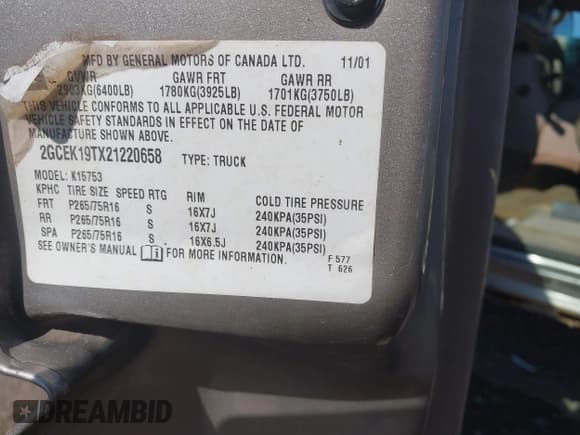 MFD BY GENERAL MOTORS OF CANADA LTD. 11/01
GVWR GAWR FRT GAWR RR
2903KG(6400LB) 1780KG(3925LB) 1701KG(3750LB)
THIS VEHICLE CONFORMS TO ALL APPLICABLE U.S. FEDERAL MOTOR
VEHICLE SAFETY STANDARDS IN EFFECT ON THE DATE OF
MANUFACTURE SHOWN ABOVE.
2GCEK19TX21220658 TYPE: TRUCK
MODEL: K15753
KPHC TIRE SIZE SPEED RTG RIM COLD TIRE PRESSURE
FRT P265/75R16 S 16X7J 240KPA(35PSI)
RR P265/75R16 S 16X7J 240KPA(35PSI)
SPA P265/75R16 S 16X6.5J 240KPA(35PSI)
SEE OWNER'S MANUAL FOR MORE INFORMATION.
F 577
T 626
DREAMBID